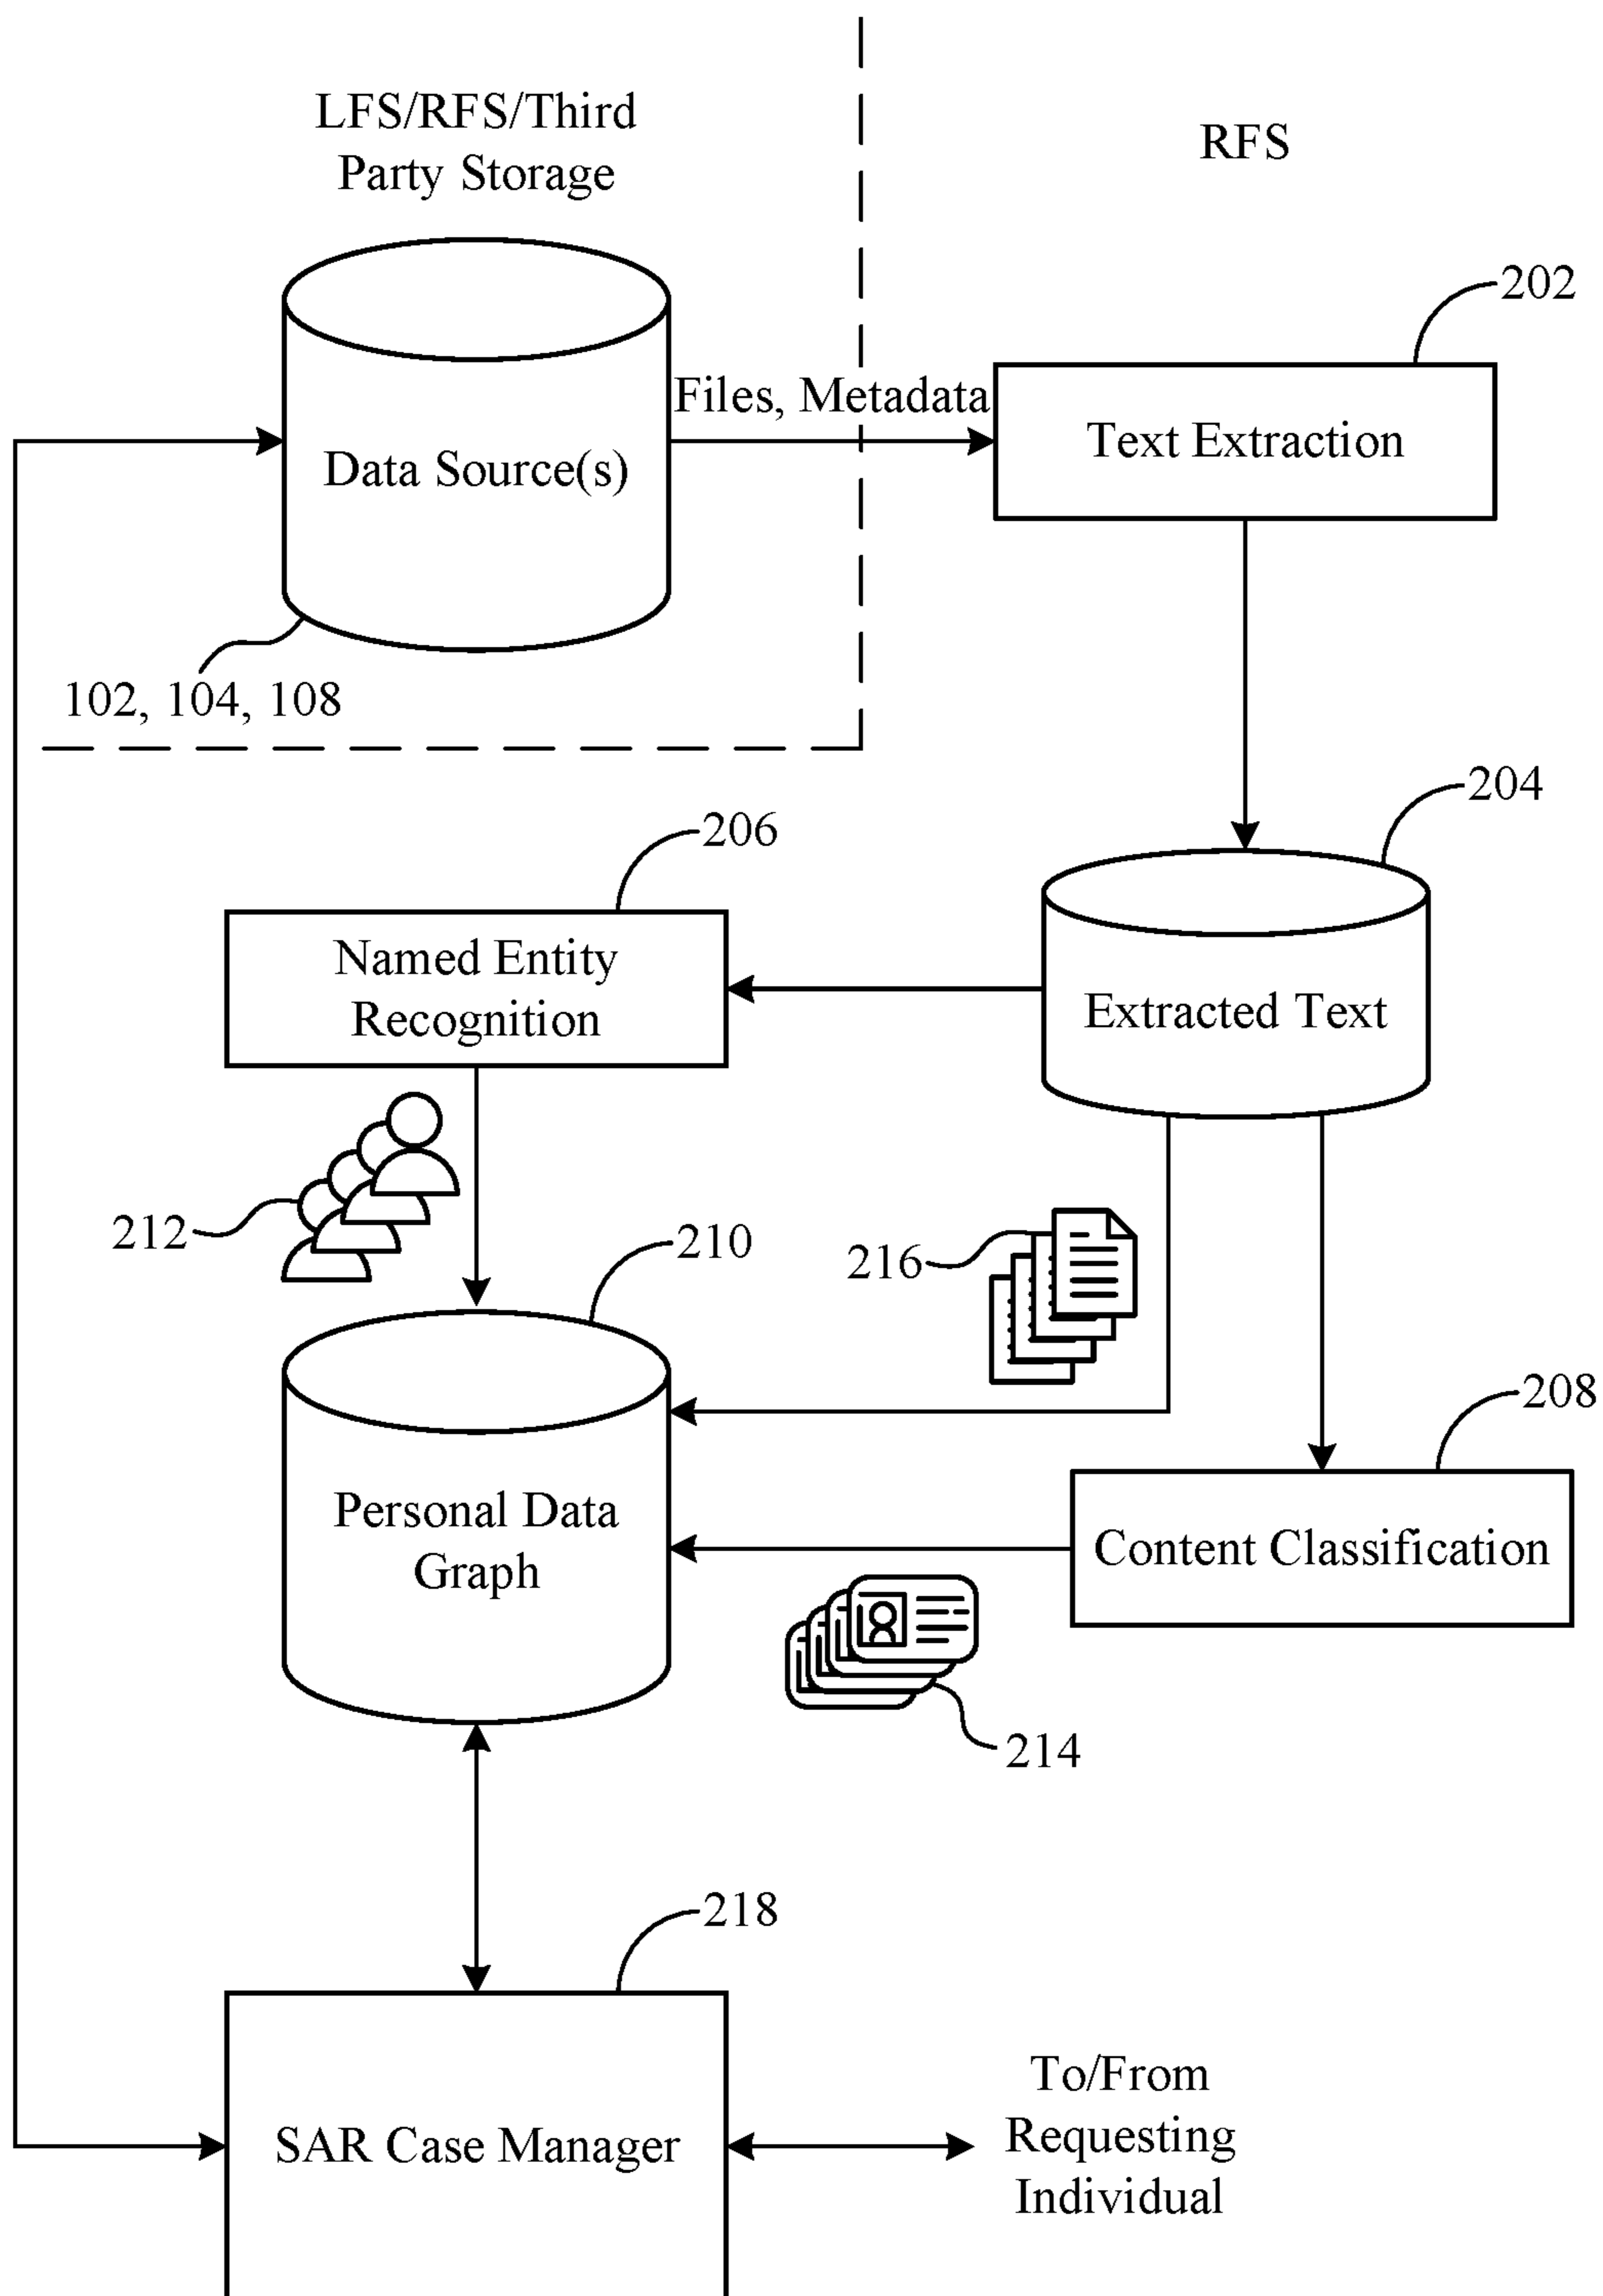 LFS/RFS/Third
Party Storage
RFS
202
Files, Metadata
Text Extraction
Data Source(s)
102, 104, 108
204
206
Named Entity
Recognition
Extracted Text
212
210
216
208
Personal Data
Graph
Content Classification
214
218
To/From
Requesting
Individual
SAR Case Manager